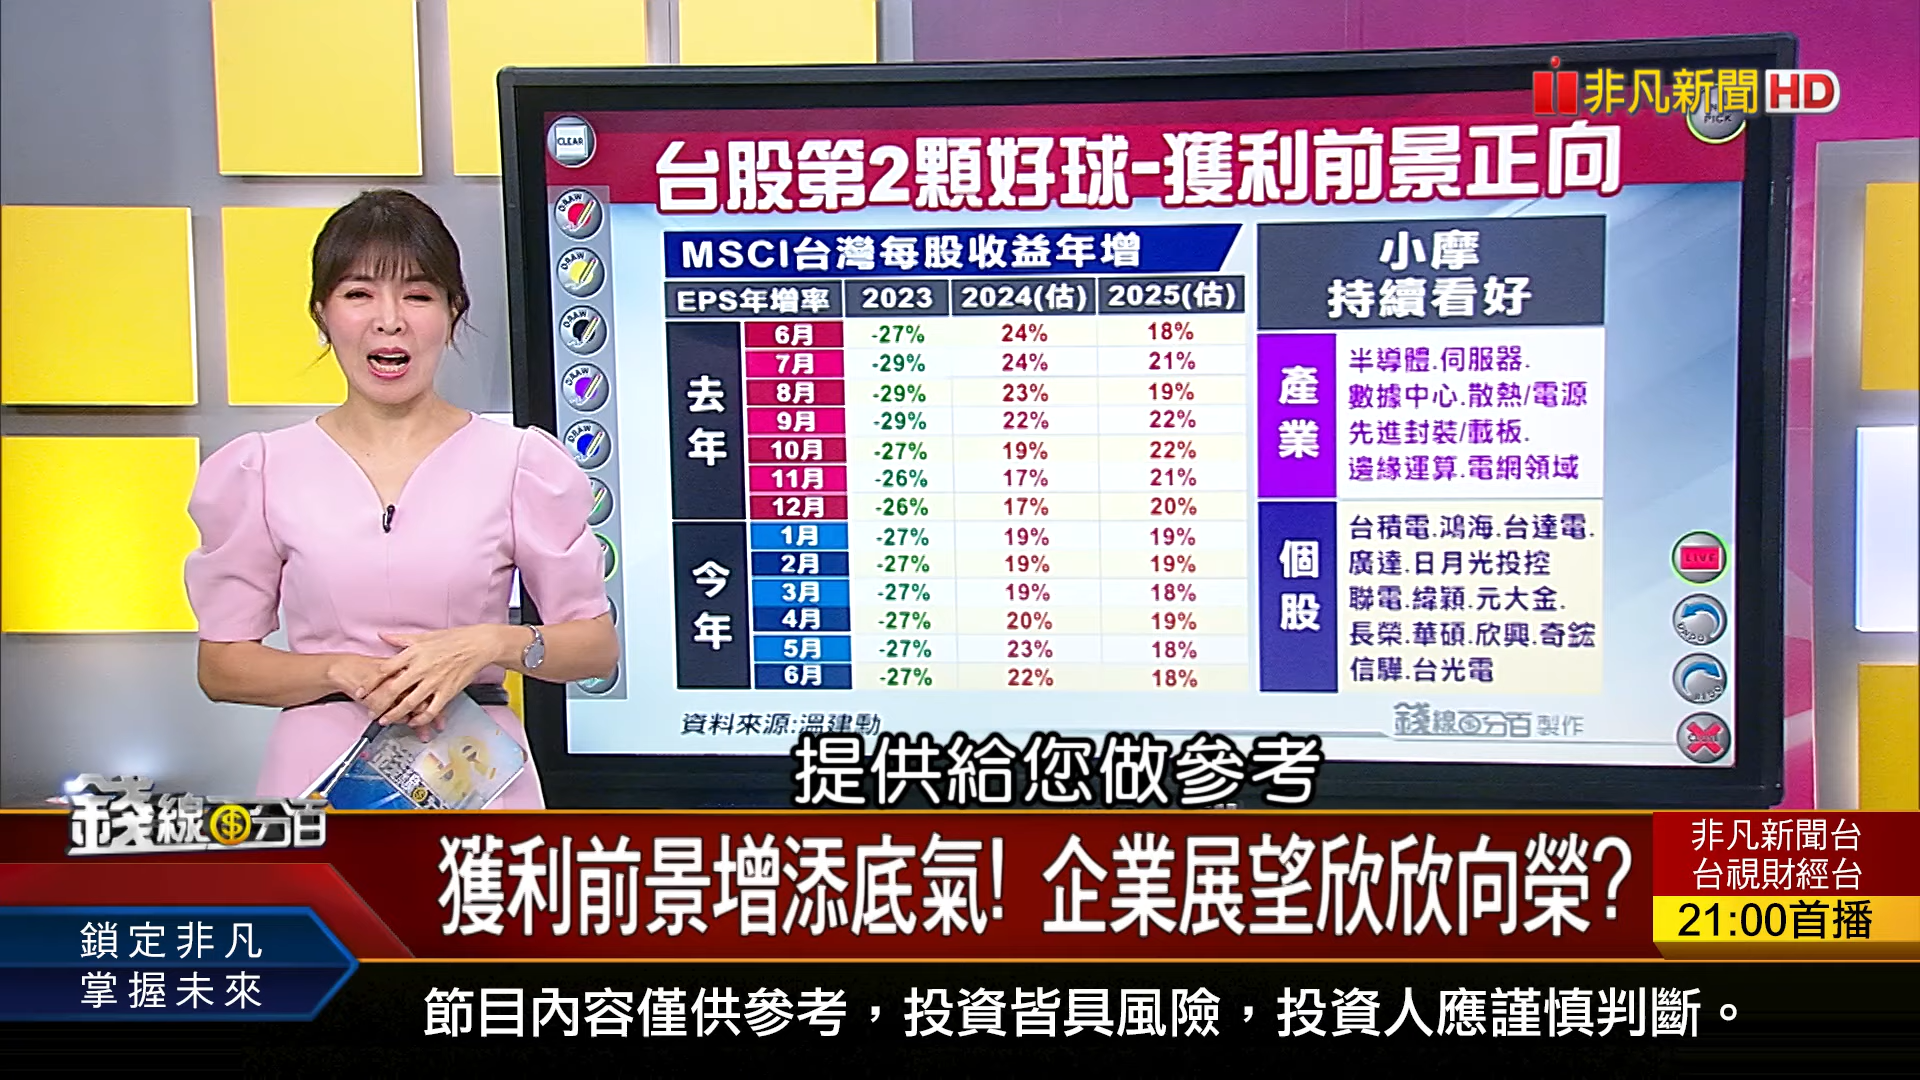 非凡新聞HD
PICK
CLEAR
台股第2顆好球-獲利前景正向
DRAW
DRAW
DRAW
DRAW
DRAW
MSCI台灣每股收益年增
EPS年增率 2023 2024(估) 2025(估)
去年
6月 -27% 24% 18%
7月 -29% 24% 21%
8月 -29% 23% 19%
9月 -29% 22% 22%
10月 -27% 19% 22%
11月 -26% 17% 21%
12月 -26% 17% 20%
今年
1月 -27% 19% 19%
2月 -27% 19% 19%
3月 -27% 19% 18%
4月 -27% 20% 19%
5月 -27% 23% 18%
6月 -27% 22% 18%
小摩
持續看好
產業
半導體.伺服器.
數據中心.散熱/電源
先進封裝/載板.
邊緣運算.電網領域
個股
台積電.鴻海.台達電.
廣達.日月光投控
聯電.緯穎.元大金.
長榮.華碩.欣興.奇鋐
信驊.台光電
LIVE
資料來源:溫建勳
錢線百分百 製作
提供給您做參考
錢線百分百
獲利前景增添底氣! 企業展望欣欣向榮?
非凡新聞台
台視財經台
21:00首播
鎖定非凡
掌握未來
節目內容僅供參考，投資皆具風險，投資人應謹慎判斷。